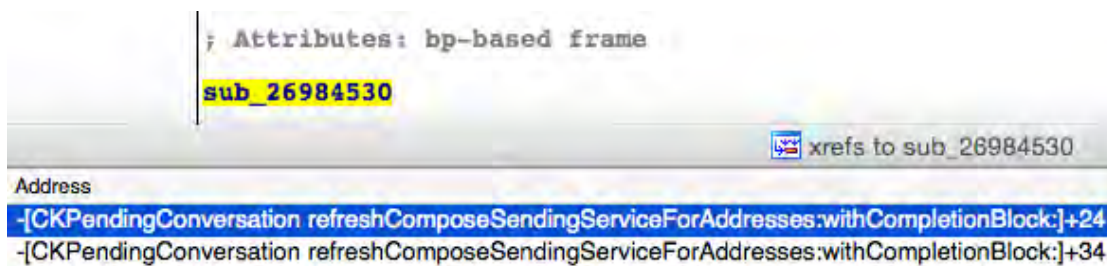 ; Attributes: bp-based frame
sub_26984530
xrefs to sub_26984530
Address
-[CKPendingConversation refreshComposeSendingServiceForAddresses:withCompletionBlock:]+24
-[CKPendingConversation refreshComposeSendingServiceForAddresses:withCompletionBlock:]+34